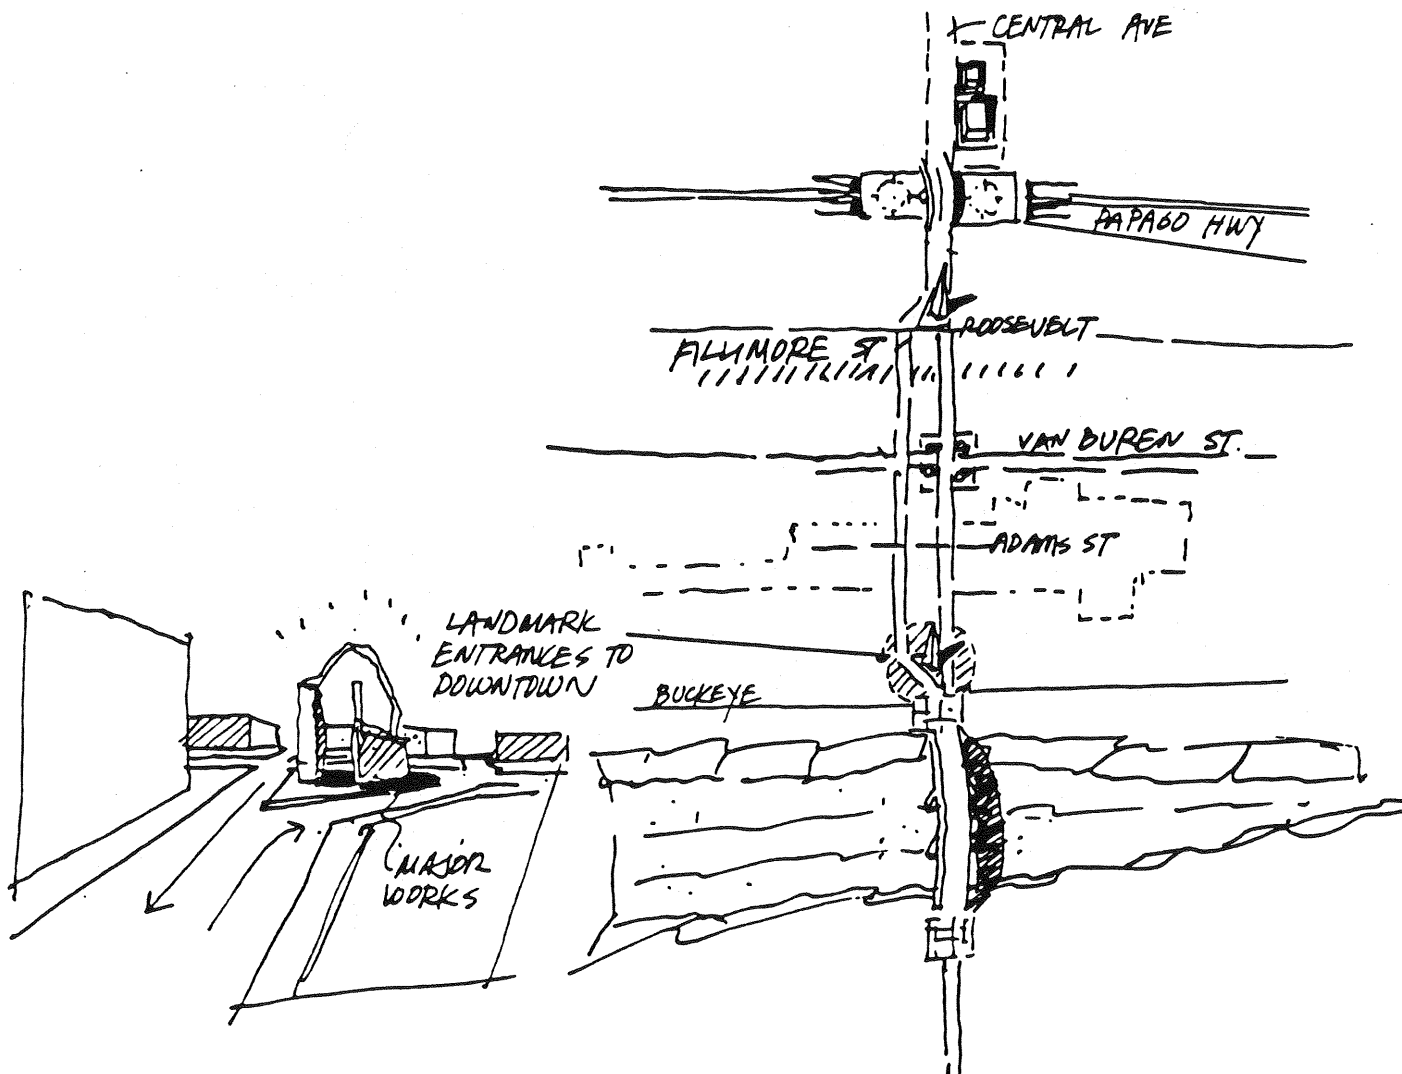 CENTRAL AVE
PAPAGO HWY
ROOSEVELT
FILLMORE ST
VAN BUREN ST.
ADAMS ST
LANDMARK
ENTRANCES TO
DOWNTOWN
BUCKEYE
MAJOR
WORKS